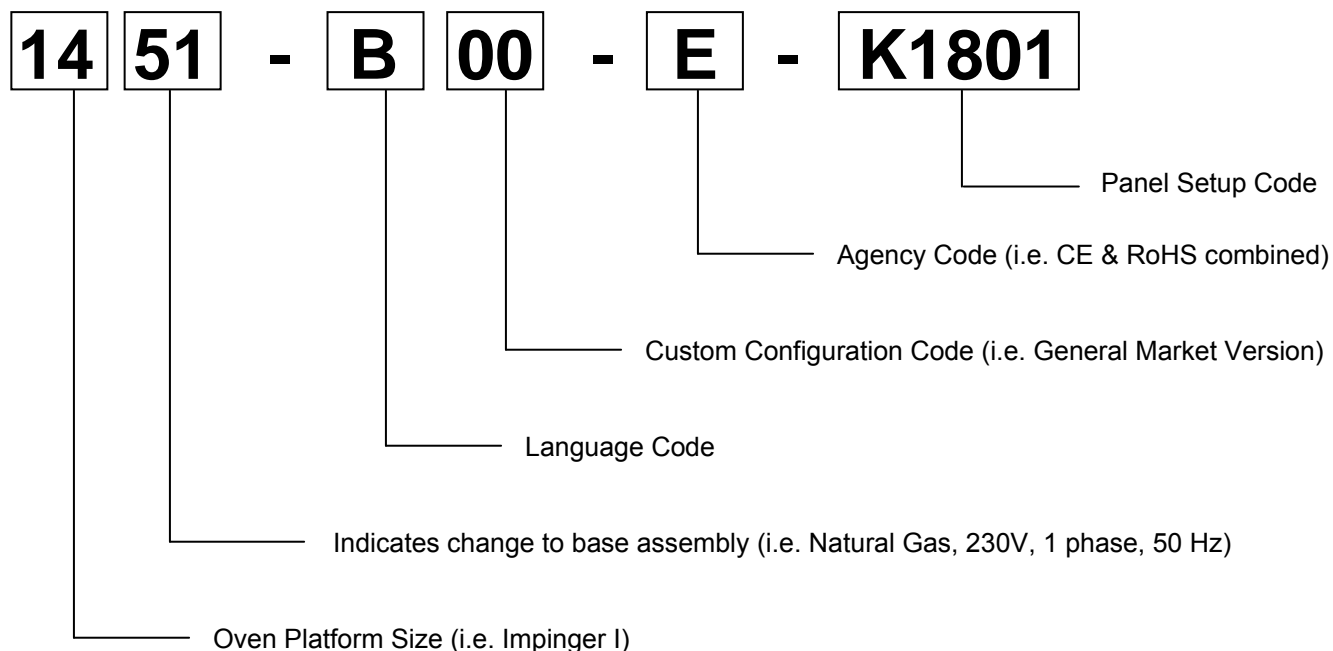 14 51 - B 00 - E - K1801
Panel Setup Code
Agency Code (i.e. CE & RoHS combined)
Custom Configuration Code (i.e. General Market Version)
Language Code
Indicates change to base assembly (i.e. Natural Gas, 230V, 1 phase, 50 Hz)
Oven Platform Size (i.e. Impinger I)